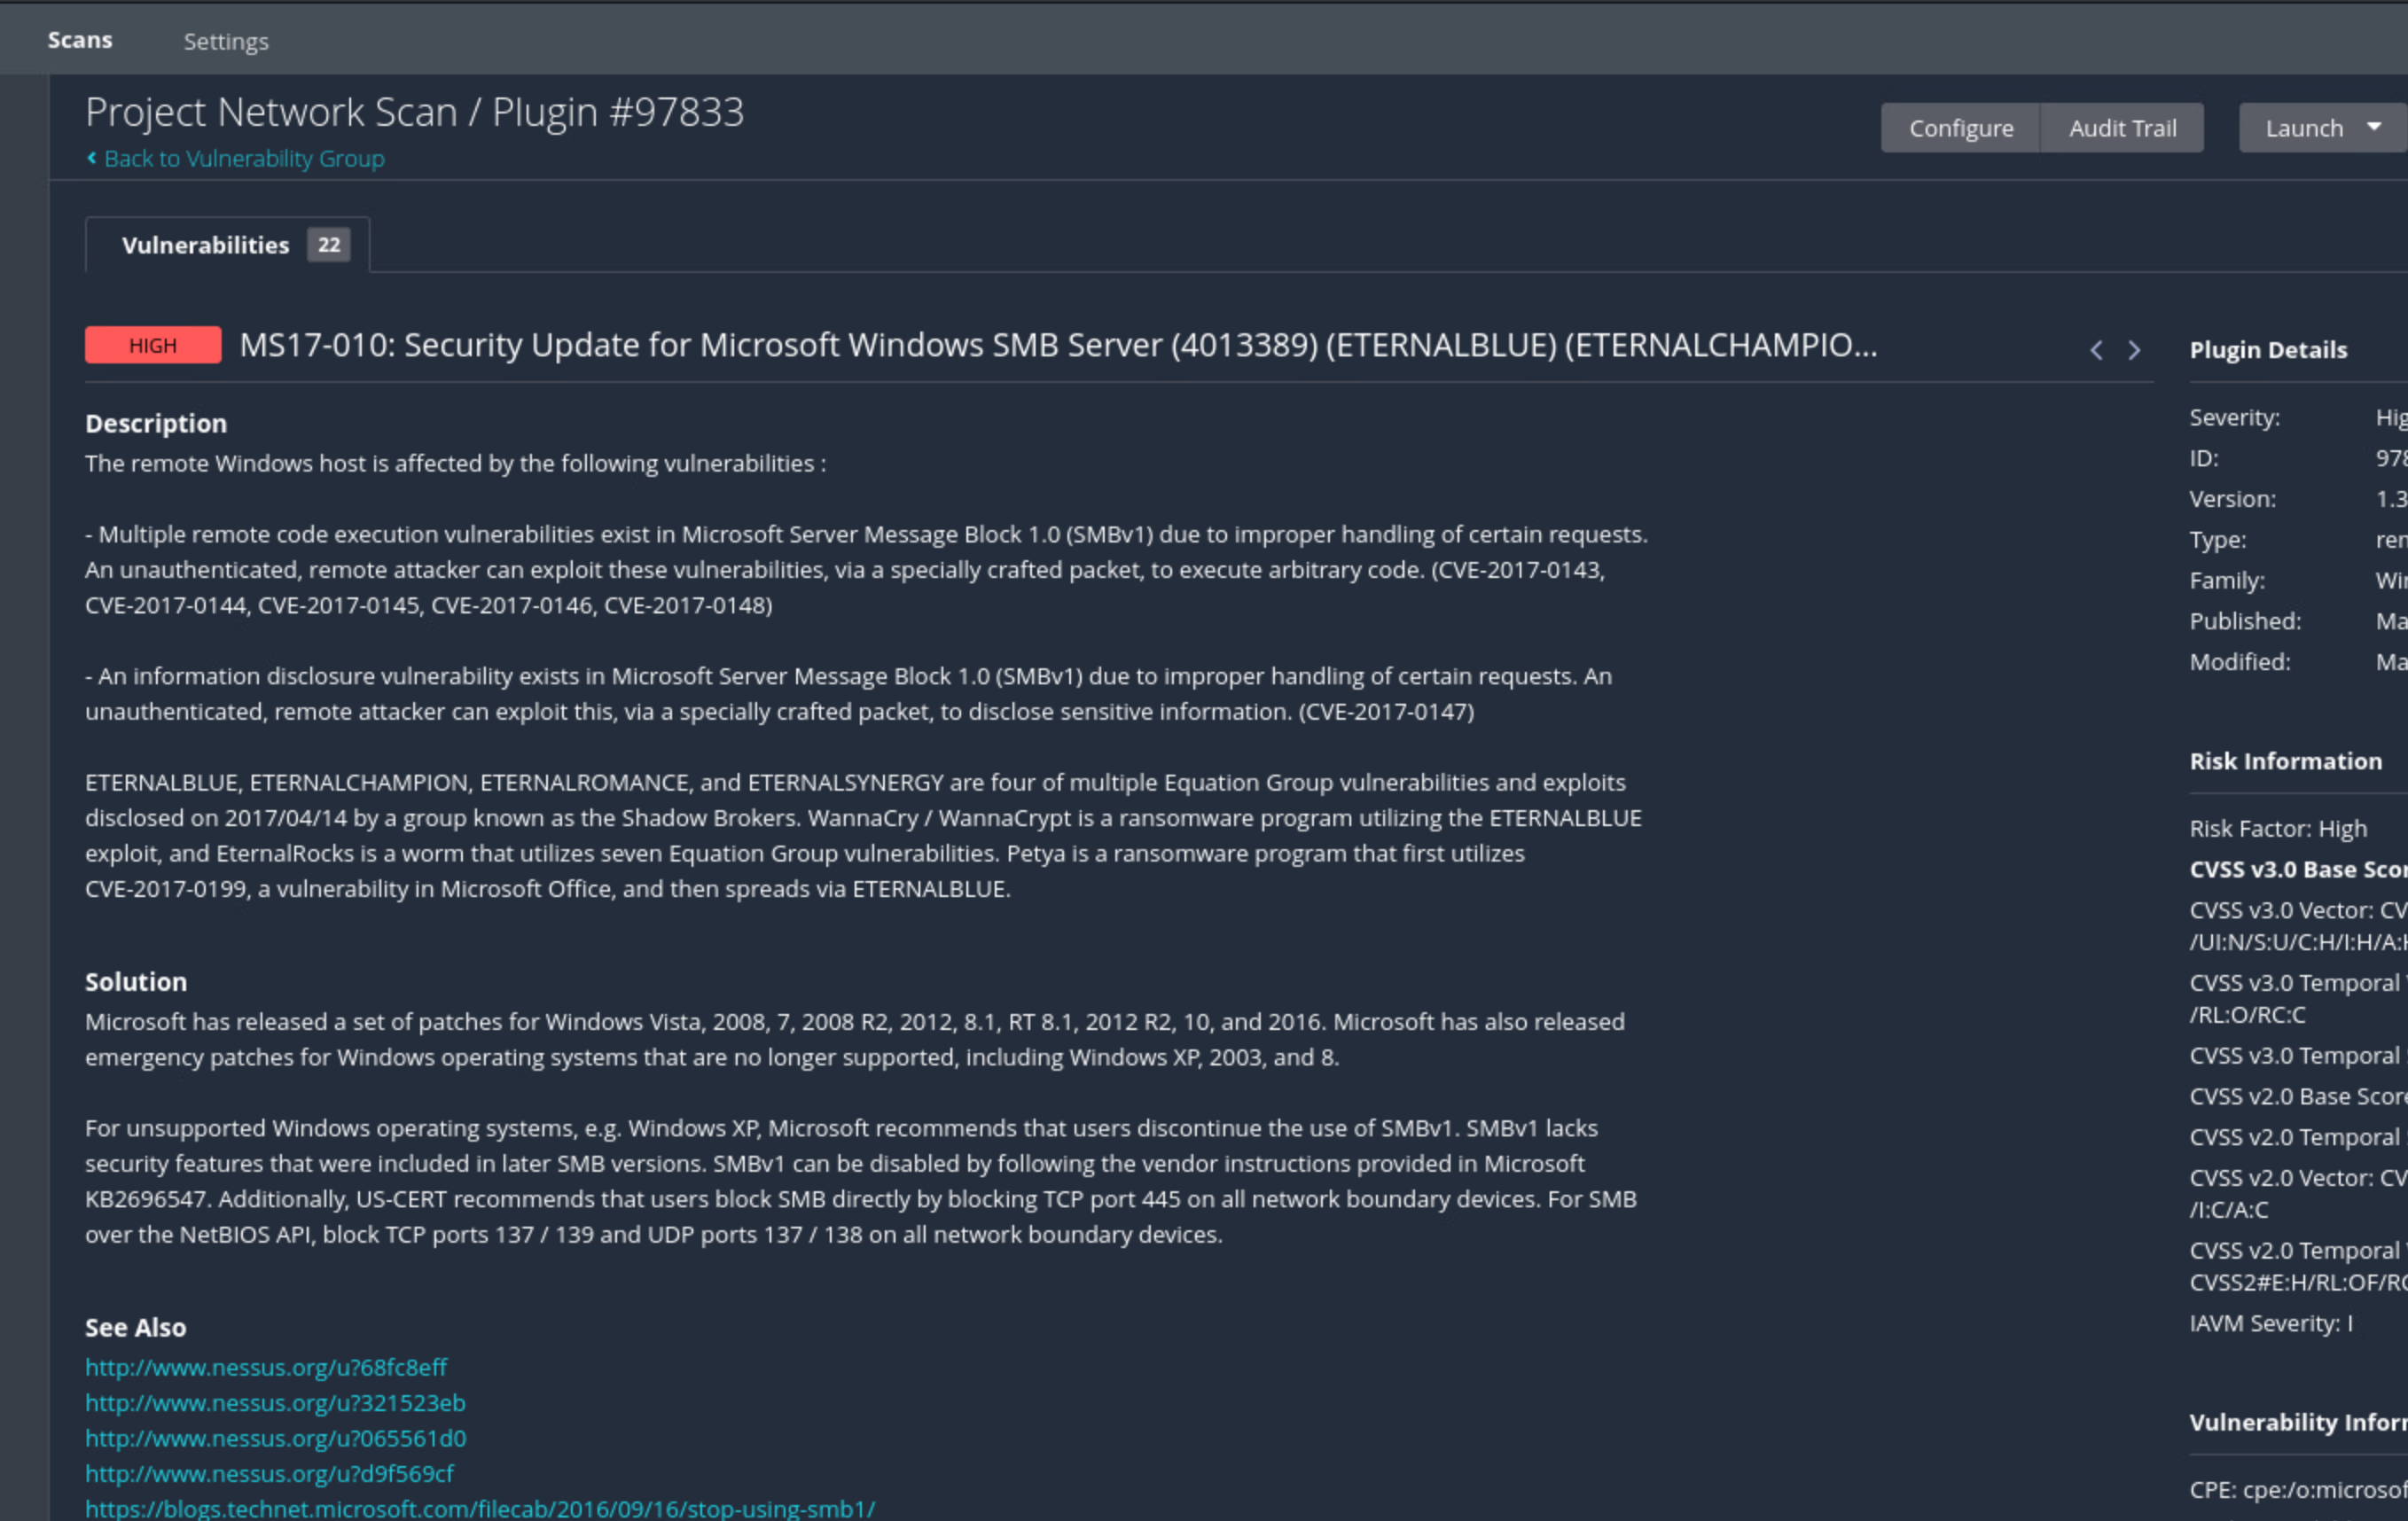 Scans Settings
Project Network Scan / Plugin #97833
Configure Audit Trail Launch
Back to Vulnerability Group
Vulnerabilities 22
HIGH MS17-010: Security Update for Microsoft Windows SMB Server (4013389) (ETERNALBLUE) (ETERNALCHAMPIO...
Description
The remote Windows host is affected by the following vulnerabilities :
- Multiple remote code execution vulnerabilities exist in Microsoft Server Message Block 1.0 (SMBv1) due to improper handling of certain requests.
An unauthenticated, remote attacker can exploit these vulnerabilities, via a specially crafted packet, to execute arbitrary code. (CVE-2017-0143,
CVE-2017-0144, CVE-2017-0145, CVE-2017-0146, CVE-2017-0148)
- An information disclosure vulnerability exists in Microsoft Server Message Block 1.0 (SMBv1) due to improper handling of certain requests. An
unauthenticated, remote attacker can exploit this, via a specially crafted packet, to disclose sensitive information. (CVE-2017-0147)
ETERNALBLUE, ETERNALCHAMPION, ETERNALROMANCE, and ETERNALSYNERGY are four of multiple Equation Group vulnerabilities and exploits
disclosed on 2017/04/14 by a group known as the Shadow Brokers. WannaCry / WannaCrypt is a ransomware program utilizing the ETERNALBLUE
exploit, and EternalRocks is a worm that utilizes seven Equation Group vulnerabilities. Petya is a ransomware program that first utilizes
CVE-2017-0199, a vulnerability in Microsoft Office, and then spreads via ETERNALBLUE.
Solution
Microsoft has released a set of patches for Windows Vista, 2008, 7, 2008 R2, 2012, 8.1, RT 8.1, 2012 R2, 10, and 2016. Microsoft has also released
emergency patches for Windows operating systems that are no longer supported, including Windows XP, 2003, and 8.
For unsupported Windows operating systems, e.g. Windows XP, Microsoft recommends that users discontinue the use of SMBv1. SMBv1 lacks
security features that were included in later SMB versions. SMBv1 can be disabled by following the vendor instructions provided in Microsoft
KB2696547. Additionally, US-CERT recommends that users block SMB directly by blocking TCP port 445 on all network boundary devices. For SMB
over the NetBIOS API, block TCP ports 137 / 139 and UDP ports 137 / 138 on all network boundary devices.
See Also
http://www.nessus.org/u?68fc8eff
http://www.nessus.org/u?321523eb
http://www.nessus.org/u?065561d0
http://www.nessus.org/u?d9f569cf
https://blogs.technet.microsoft.com/filecab/2016/09/16/stop-using-smb1/
Plugin Details
Severity: Hig
ID: 978
Version: 1.3
Type: ren
Family: Win
Published: Ma
Modified: Ma
Risk Information
Risk Factor: High
CVSS v3.0 Base Scor
CVSS v3.0 Vector: CV
/UI:N/S:U/C:H/I:H/A:H
CVSS v3.0 Temporal
/RL:O/RC:C
CVSS v3.0 Temporal
CVSS v2.0 Base Score
CVSS v2.0 Temporal
CVSS v2.0 Vector: CV
/I:C/A:C
CVSS v2.0 Temporal
CVSS2#E:H/RL:OF/RC
IAVM Severity: I
Vulnerability Inforr
CPE: cpe:/o:microsof